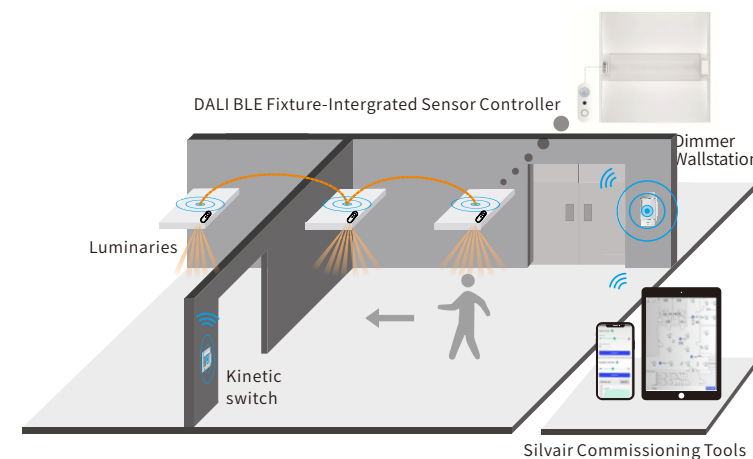 DALI BLE Fixture-Intergrated Sensor Controller
Dimmer
Wallstation
Luminaries
Kinetic
switch
Silvair Commissioning Tools